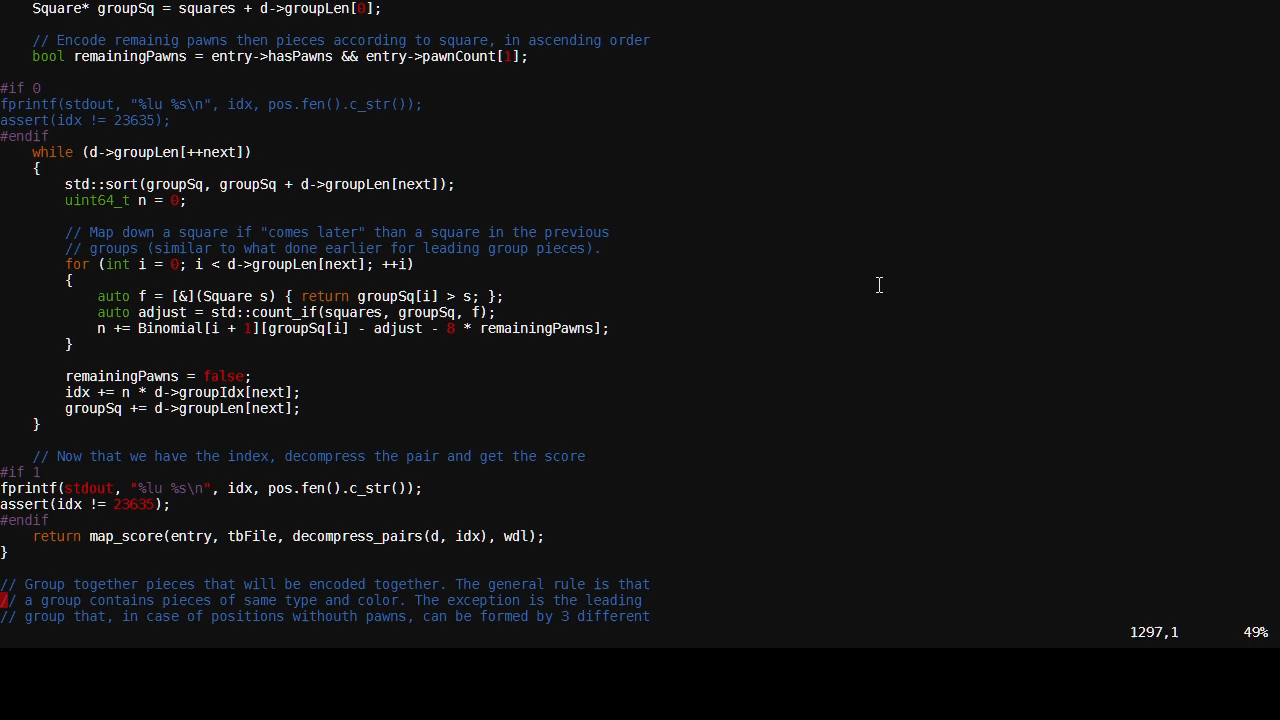 Square* groupSq = squares + d->groupLen[0];

    // Encode remainig pawns then pieces according to square, in ascending order
    bool remainingPawns = entry->hasPawns && entry->pawnCount[1];

#if 0
fprintf(stdout, "%lu %s\n", idx, pos.fen().c_str());
assert(idx != 23635);
#endif
    while (d->groupLen[++next])
    {
        std::sort(groupSq, groupSq + d->groupLen[next]);
        uint64_t n = 0;

        // Map down a square if "comes later" than a square in the previous
        // groups (similar to what done earlier for leading group pieces).
        for (int i = 0; i < d->groupLen[next]; ++i)
        {
            auto f = [&](Square s) { return groupSq[i] > s; };
            auto adjust = std::count_if(squares, groupSq, f);
            n += Binomial[i + 1][groupSq[i] - adjust - 8 * remainingPawns];
        }

        remainingPawns = false;
        idx += n * d->groupIdx[next];
        groupSq += d->groupLen[next];
    }

    // Now that we have the index, decompress the pair and get the score
#if 1
fprintf(stdout, "%lu %s\n", idx, pos.fen().c_str());
assert(idx != 23635);
#endif
    return map_score(entry, tbFile, decompress_pairs(d, idx), wdl);
}

// Group together pieces that will be encoded together. The general rule is that
// a group contains pieces of same type and color. The exception is the leading
// group that, in case of positions withouth pawns, can be formed by 3 different
1297,1 49%